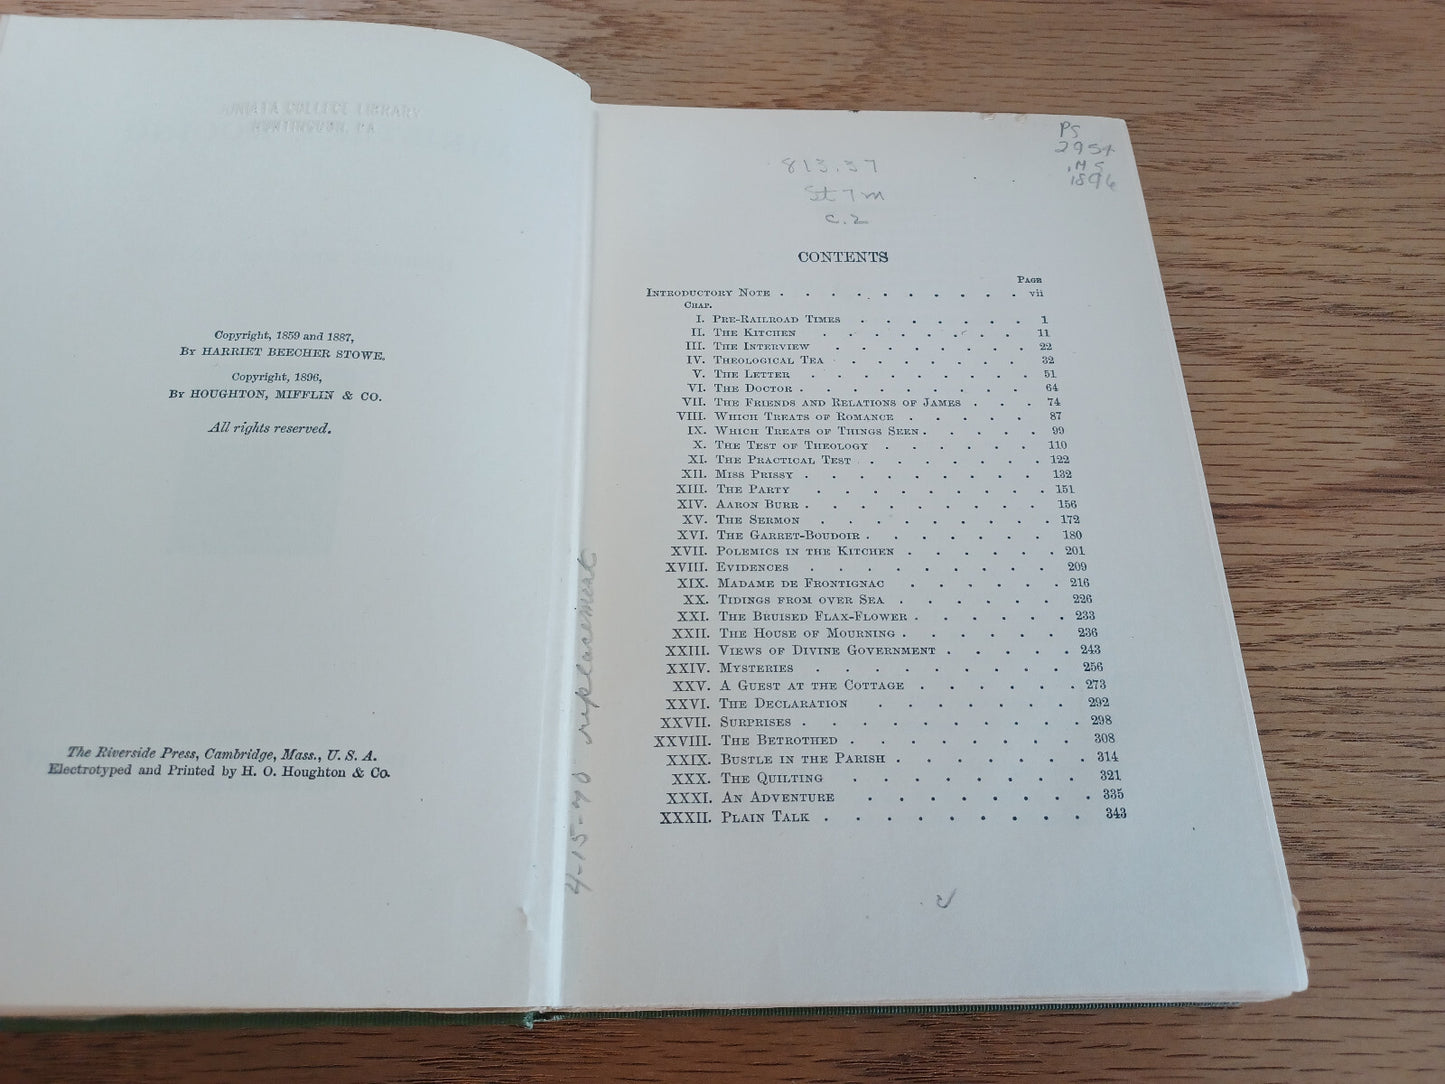 COLLEGE LIBRARY
HUNTINGDON, PA
Copyright, 1859 and 1887,
By HARRIET BEECHER STOWE.
Copyright, 1896,
By HOUGHTON, MIFFLIN & CO.
All rights reserved.
The Riverside Press, Cambridge, Mass., U. S. A.
Electrotyped and Printed by H. O. Houghton & Co.
4-15-70 replacement
PS
2954
.M5
1896
813.37
St7m
c.2
CONTENTS
Page
Introductory Note . . . . . . . . . . vii
Chap.
I. Pre-Railroad Times . . . . . . . 1
II. The Kitchen . . . . . . . . 11
III. The Interview . . . . . . . . 22
IV. Theological Tea . . . . . . . . 32
V. The Letter . . . . . . . . 51
VI. The Doctor . . . . . . . . . 64
VII. The Friends and Relations of James . . . 74
VIII. Which Treats of Romance . . . . . 87
IX. Which Treats of Things Seen . . . . . 99
X. The Test of Theology . . . . . . 110
XI. The Practical Test . . . . . . . 122
XII. Miss Prissy . . . . . . . . . 132
XIII. The Party . . . . . . . . . 151
XIV. Aaron Burr . . . . . . . . . 156
XV. The Sermon . . . . . . . . . 172
XVI. The Garret-Boudoir . . . . . . . 180
XVII. Polemics in the Kitchen . . . . . . 201
XVIII. Evidences . . . . . . . . . 209
XIX. Madame de Frontignac . . . . . . 216
XX. Tidings from over Sea . . . . . . 226
XXI. The Bruised Flax-Flower . . . . . . 233
XXII. The House of Mourning . . . . . . 236
XXIII. Views of Divine Government . . . . . 243
XXIV. Mysteries . . . . . . . . . 256
XXV. A Guest at the Cottage . . . . . . 273
XXVI. The Declaration . . . . . . . 292
XXVII. Surprises . . . . . . . . . . 298
XXVIII. The Betrothed . . . . . . . . 308
XXIX. Bustle in the Parish . . . . . . . 314
XXX. The Quilting . . . . . . . . 321
XXXI. An Adventure . . . . . . . . 335
XXXII. Plain Talk . . . . . . . . . 343